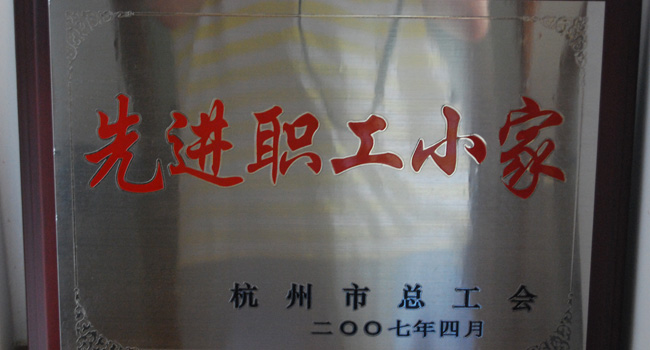 先进职工小家
杭州市总工会
二〇〇七年四月